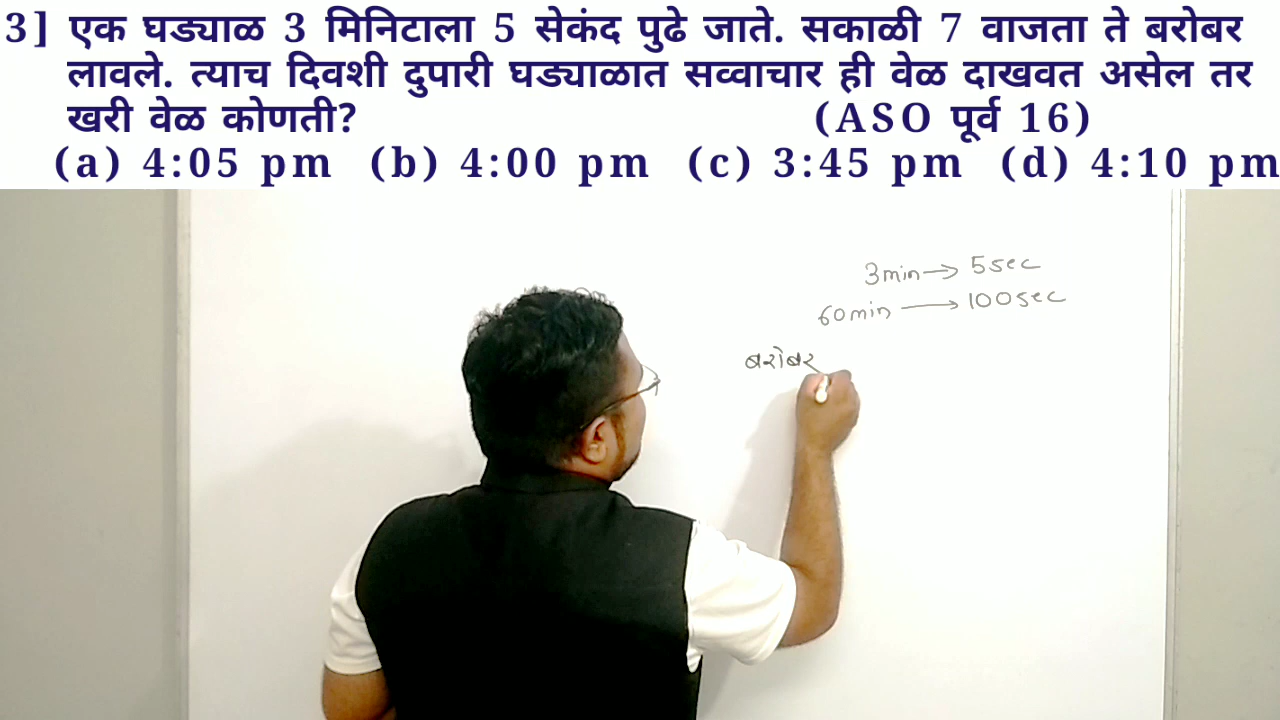 3] एक घड्याळ 3 मिनिटाला 5 सेकंद पुढे जाते. सकाळी 7 वाजता ते बरोबर
लावले. त्याच दिवशी दुपारी घड्याळात सव्वाचार ही वेळ दाखवत असेल तर
खरी वेळ कोणती? (ASO पूर्व 16)
(a) 4:05 pm (b) 4:00 pm (c) 3:45 pm (d) 4:10 pm
3min → 5sec
60min → 100sec
बरोबर